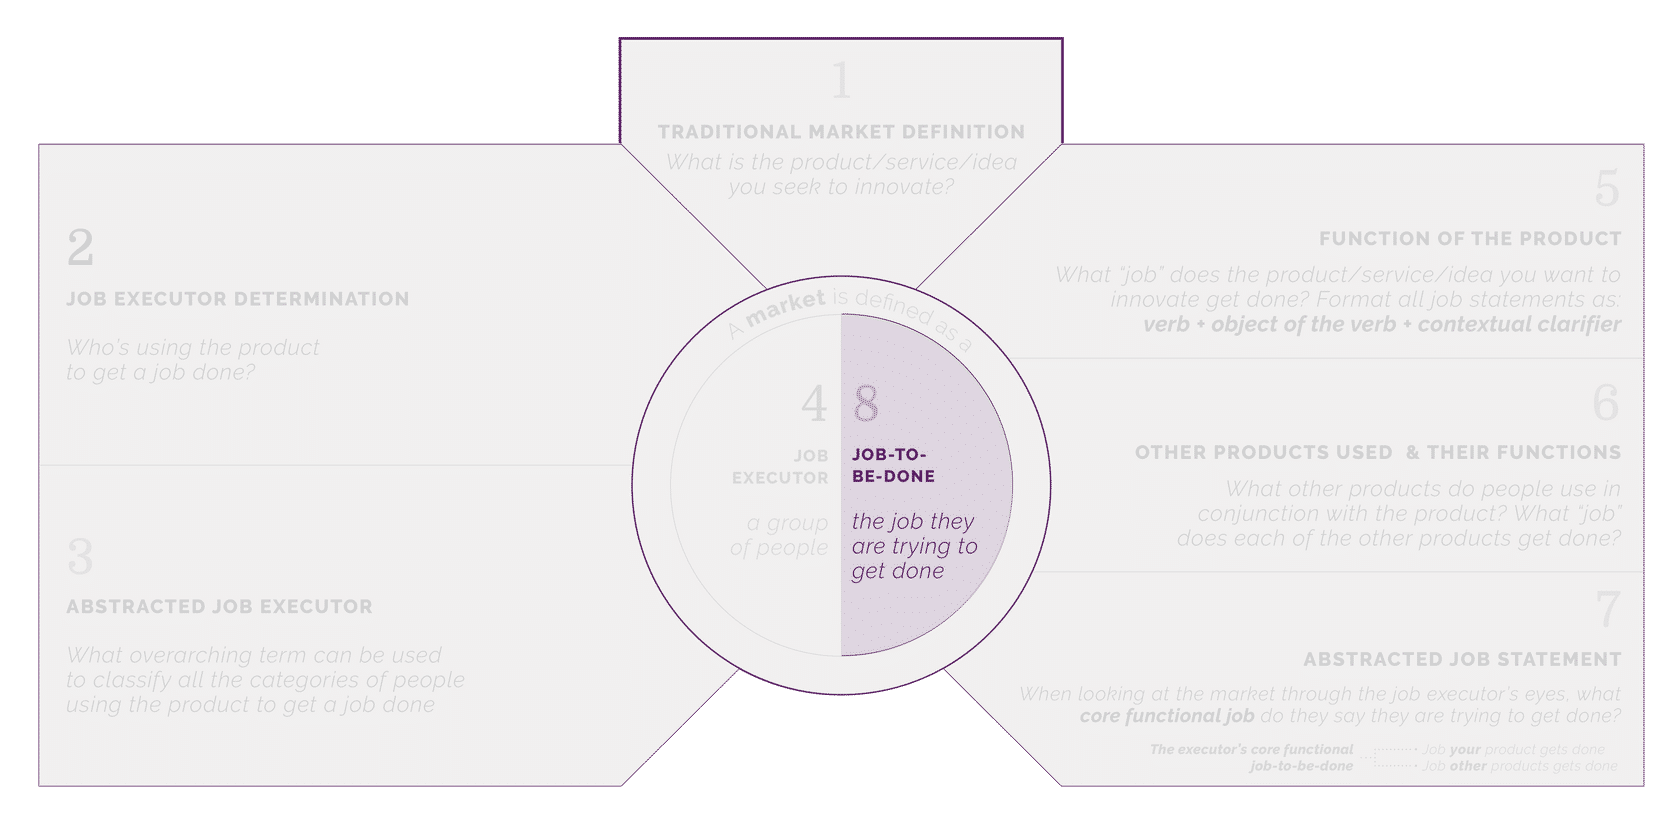 1
TRADITIONAL MARKET DEFINITION
What is the product/service/idea
you seek to innovate?
2
JOB EXECUTOR DETERMINATION
Who's using the product
to get a job done?
3
ABSTRACTED JOB EXECUTOR
What overarching term can be used
to classify all the categories of people
using the product to get a job done
A market is defined as a
4
JOB
EXECUTOR
a group
of people
8
JOB-TO-
BE-DONE
the job they
are trying to
get done
5
FUNCTION OF THE PRODUCT
What "job" does the product/service/idea you want to
innovate get done? Format all job statements as:
verb + object of the verb + contextual clarifier
6
OTHER PRODUCTS USED & THEIR FUNCTIONS
What other products do people use in
conjunction with the product? What "job"
does each of the other products get done?
7
ABSTRACTED JOB STATEMENT
When looking at the market through the job executor's eyes, what
core functional job do they say they are trying to get done?
The executor's core functional
job-to-be-done
Job your product gets done
Job other products gets done